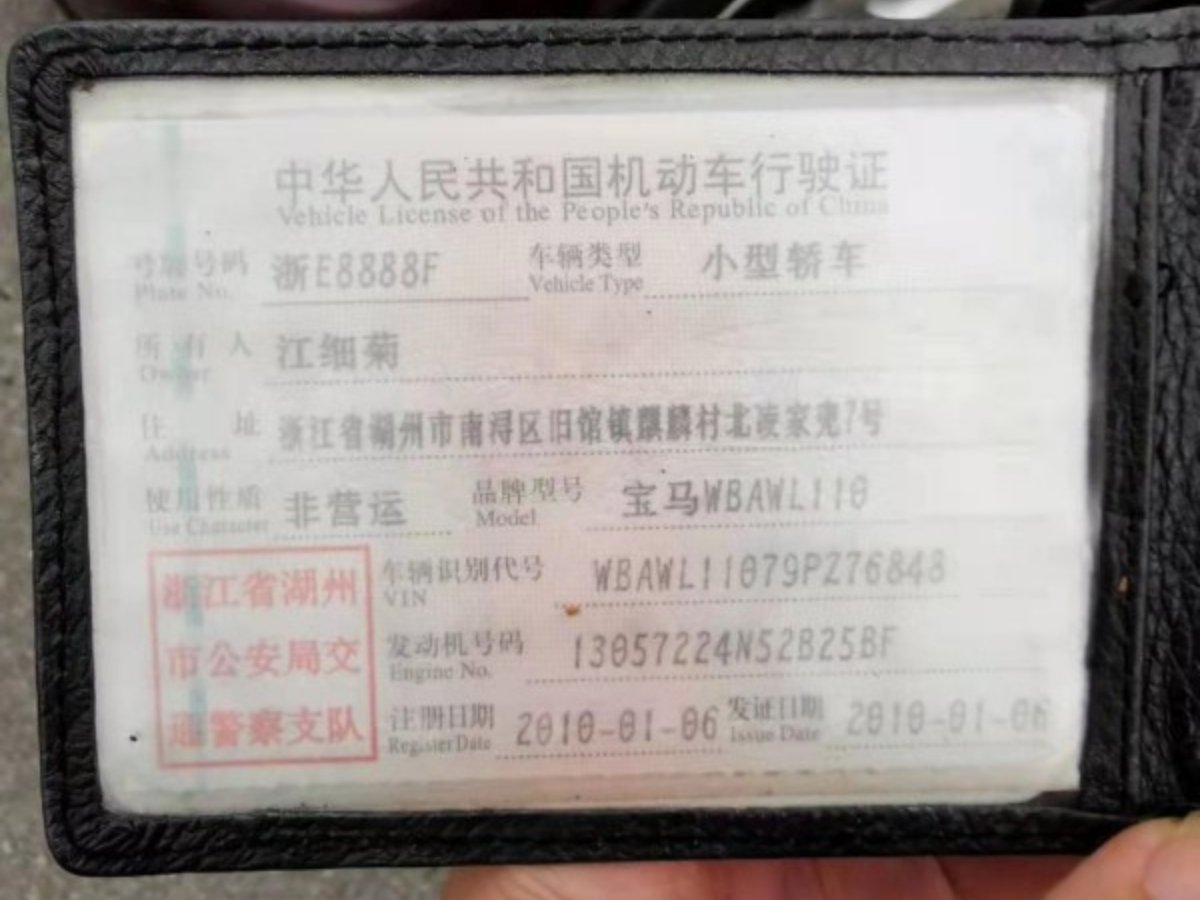 中华人民共和国机动车行驶证
Vehicle License of the People's Republic of China
号牌号码 浙E8888F 车辆类型 小型轿车
Plate No. Vehicle Type
所有人 江细菊
Owner
住址 浙江省湖州市南浔区旧馆镇麒麟村北凌家兜7号
Address
使用性质 非营运 品牌型号 宝马WBAWL110
Use Character Model
浙江省湖州
市公安局交
通警察支队
车辆识别代号 WBAWL11079PZ76848
VIN
发动机号码 13057224N52B25BF
Engine No.
注册日期 2010-01-06 发证日期 2010-01-06
Register Date Issue Date